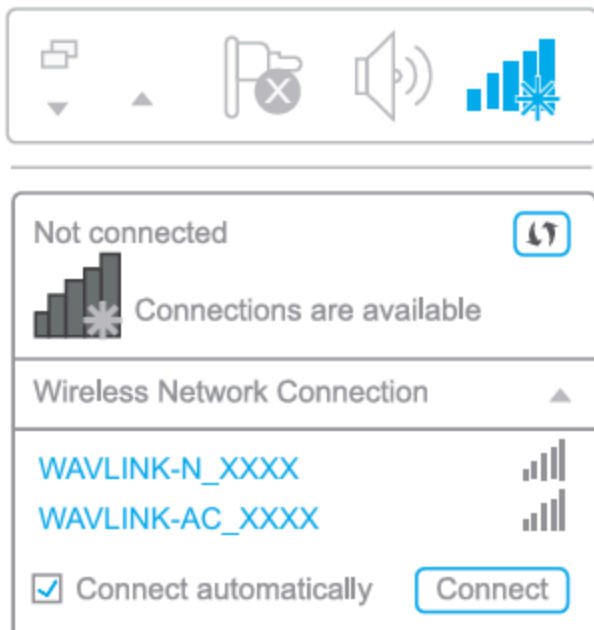 Not connected
Connections are available
Wireless Network Connection
WAVLINK-N_XXXX
WAVLINK-AC_XXXX
Connect automatically
Connect